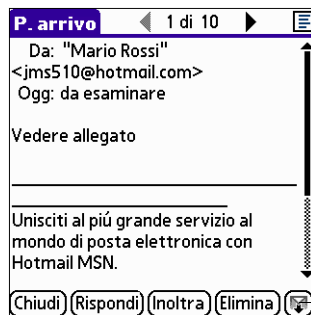 P. arrivo 1 di 10
Da: "Mario Rossi"
<jms510@hotmail.com>
Ogg: da esaminare
Vedere allegato
Unisciti al piú grande servizio al
mondo di posta elettronica con
Hotmail MSN.
Chiudi Rispondi Inoltra Elimina